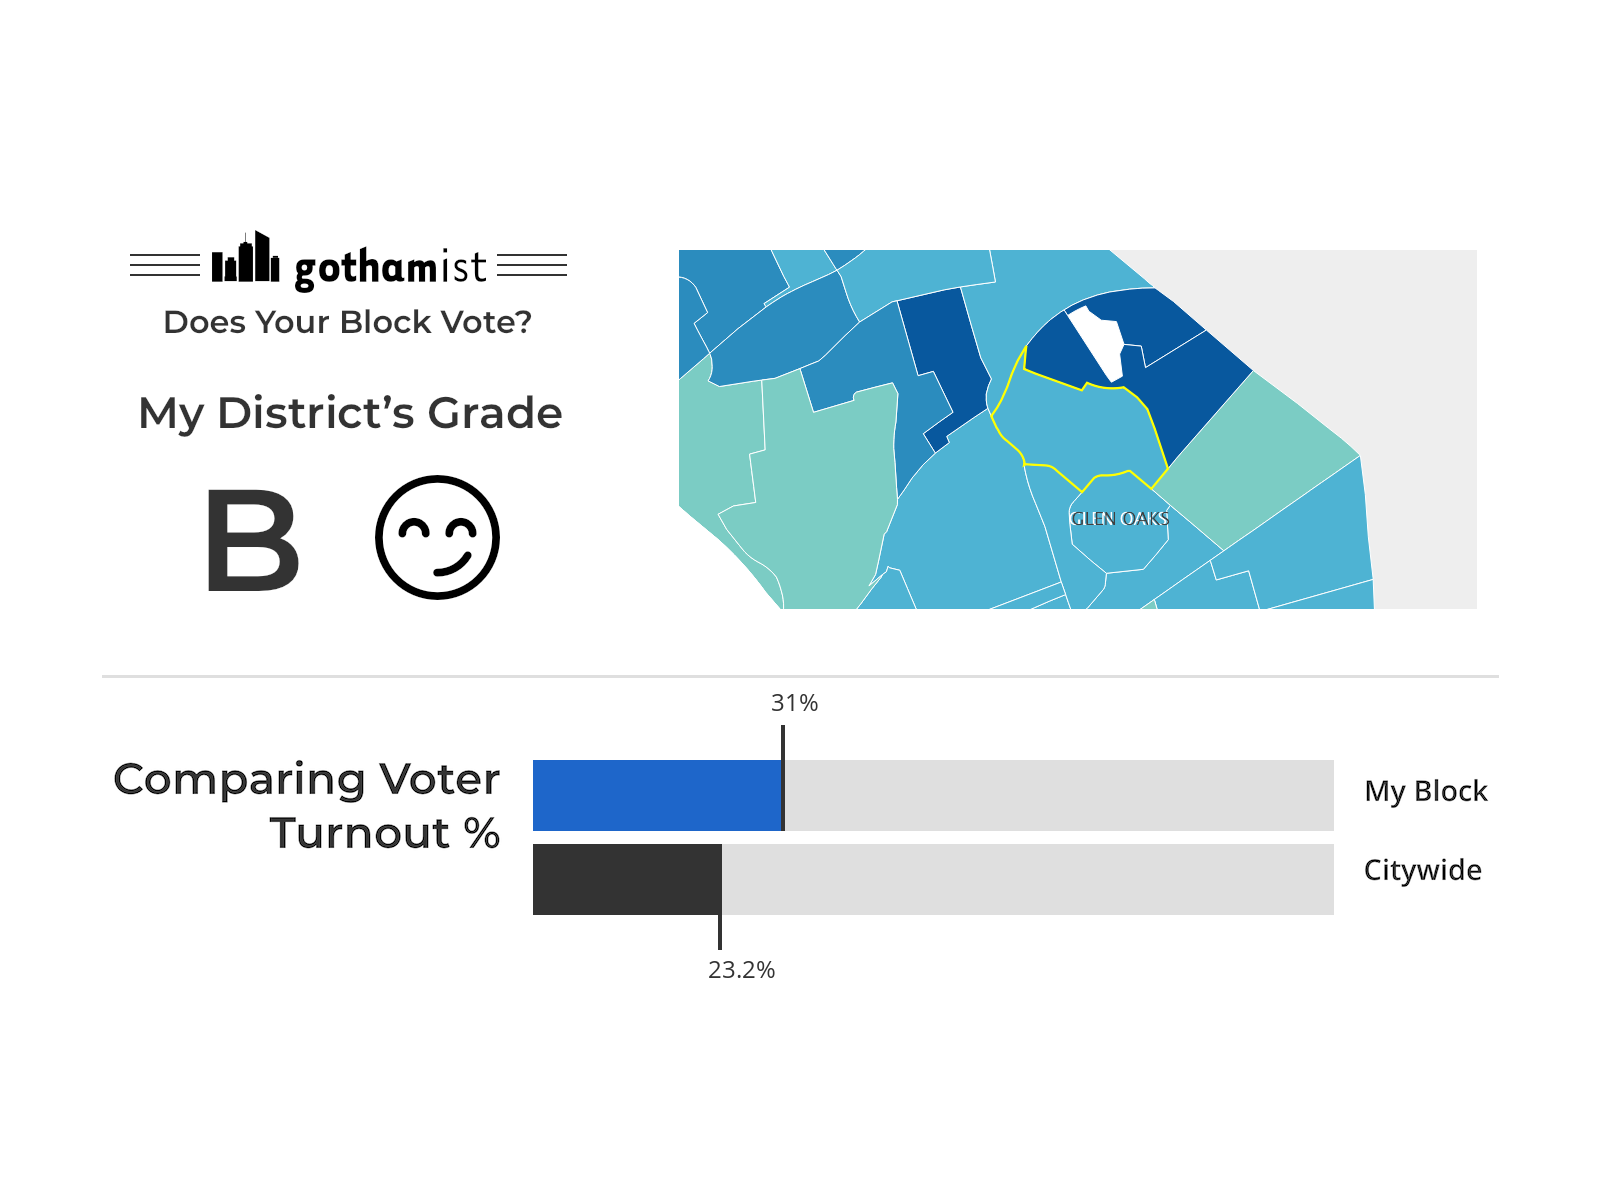 gothamist
Does Your Block Vote?
My District's Grade
B
GLEN OAKS
31%
Comparing Voter
Turnout %
My Block
Citywide
23.2%